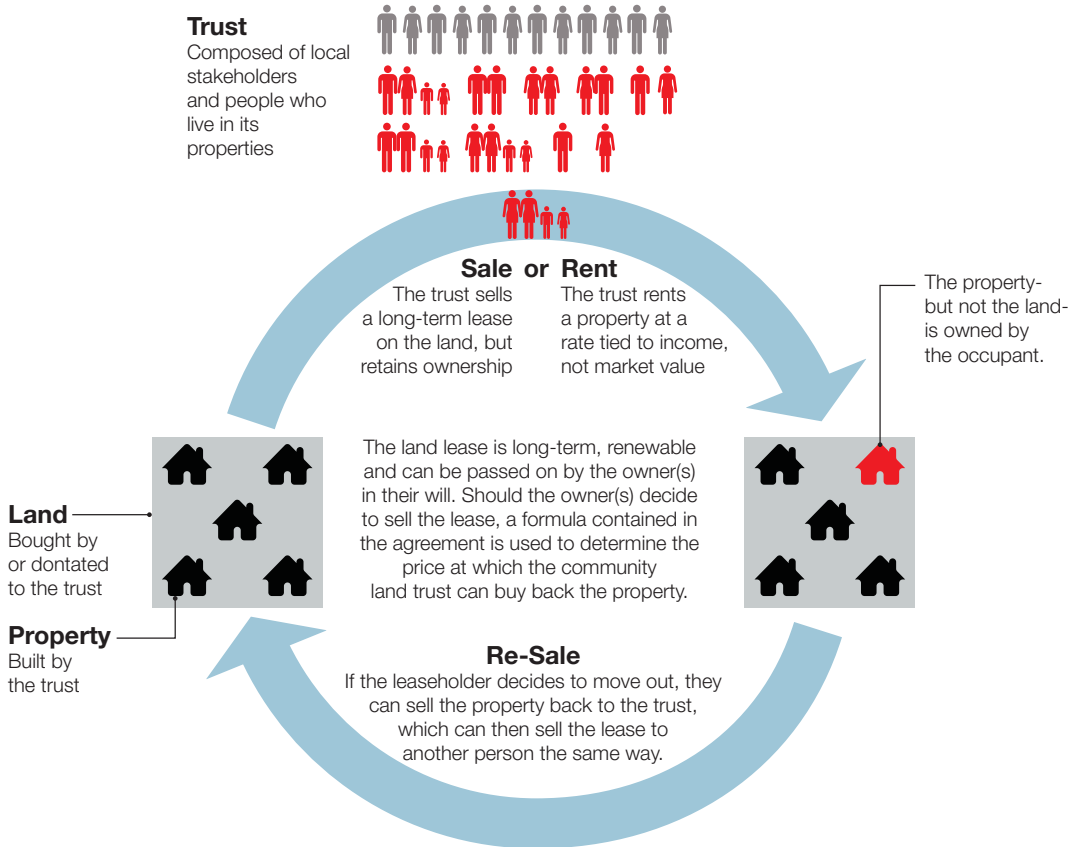 Trust
Composed of local
stakeholders
and people who
live in its
properties
Sale or Rent
The trust sells
a long-term lease
on the land, but
retains ownership
The trust rents
a property at a
rate tied to income,
not market value
The property-
but not the land-
is owned by
the occupant.
The land lease is long-term, renewable
and can be passed on by the owner(s)
in their will. Should the owner(s) decide
to sell the lease, a formula contained in
the agreement is used to determine the
price at which the community
land trust can buy back the property.
Land
Bought by
or dontated
to the trust
Property
Built by
the trust
Re-Sale
If the leaseholder decides to move out, they
can sell the property back to the trust,
which can then sell the lease to
another person the same way.